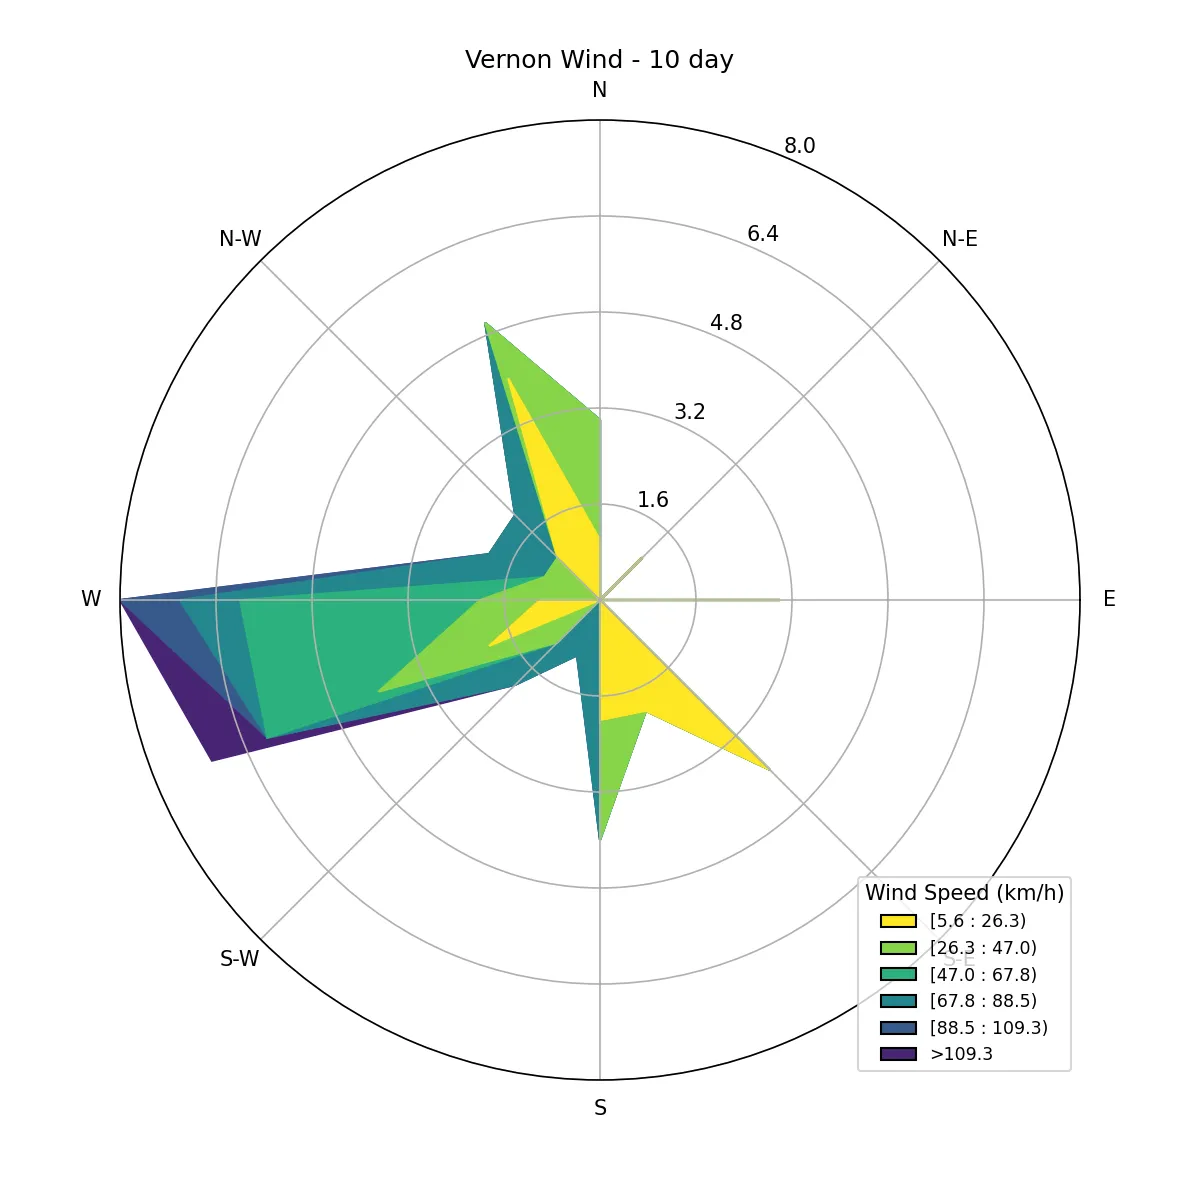 Vernon Wind - 10 day
N
8.0
N-W
6.4
N-E
4.8
3.2
1.6
W
E
Wind Speed (km/h)
[5.6 : 26.3)
[26.3 : 47.0)
S-W
S-E
[47.0 : 67.8)
[67.8 : 88.5)
[88.5 : 109.3)
>109.3
S